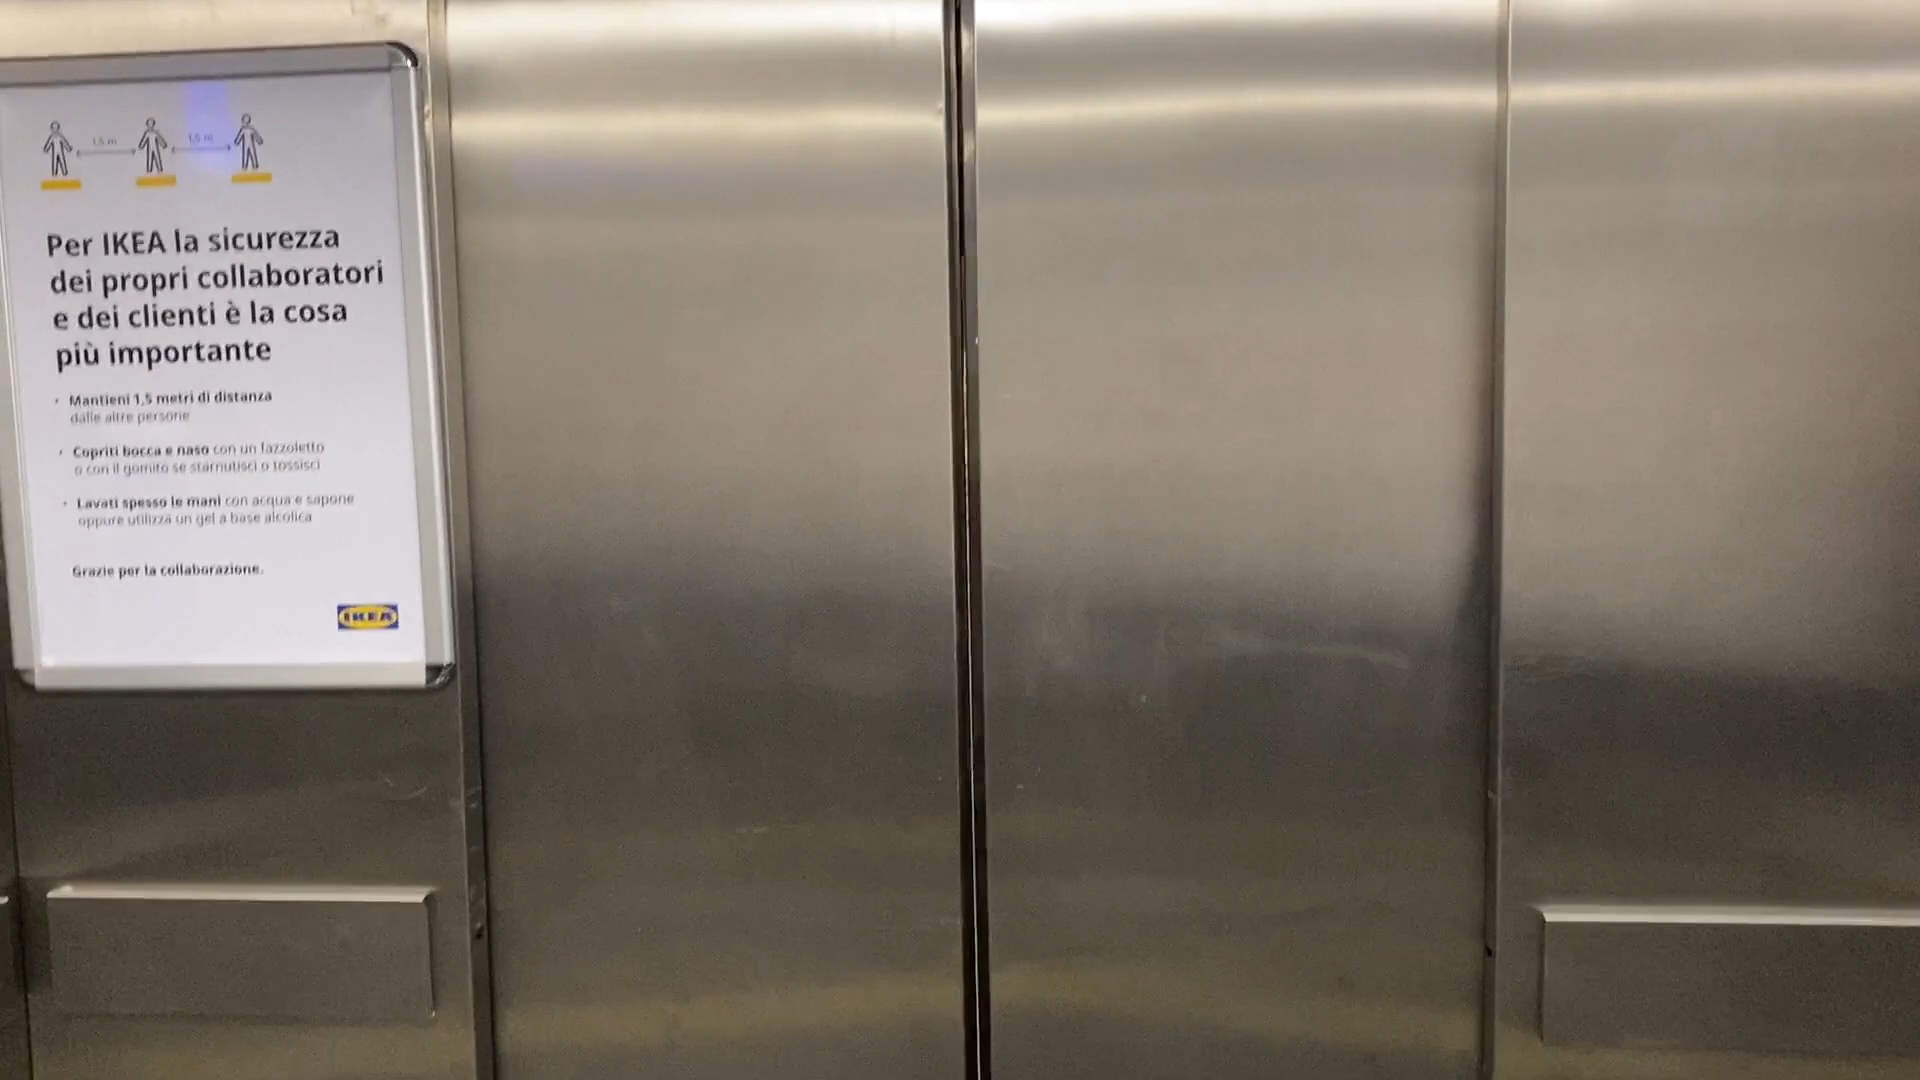 1,5 m 1,5 m
Per IKEA la sicurezza
dei propri collaboratori
e dei clienti è la cosa
più importante
• Mantieni 1,5 metri di distanza
dalle altre persone
• Copriti bocca e naso con un fazzoletto
o con il gomito se starnutisci o tossisci
• Lavati spesso le mani con acqua e sapone
oppure utilizza un gel a base alcolica
Grazie per la collaborazione.
IKEA